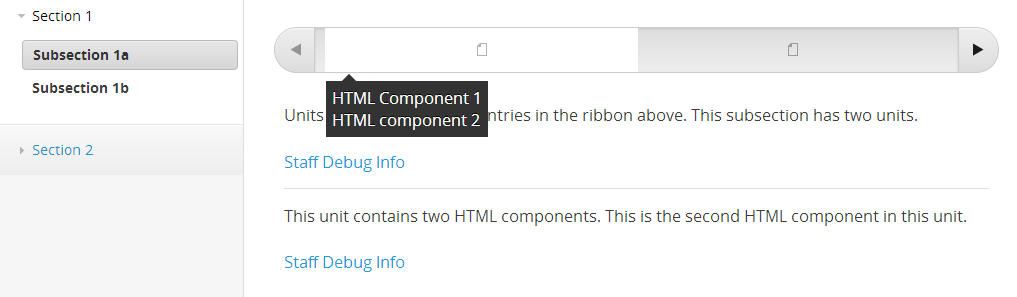 Section 1
Subsection 1a
Subsection 1b
Section 2
HTML Component 1
HTML component 2
Units ntries in the ribbon above. This subsection has two units.
Staff Debug Info
This unit contains two HTML components. This is the second HTML component in this unit.
Staff Debug Info